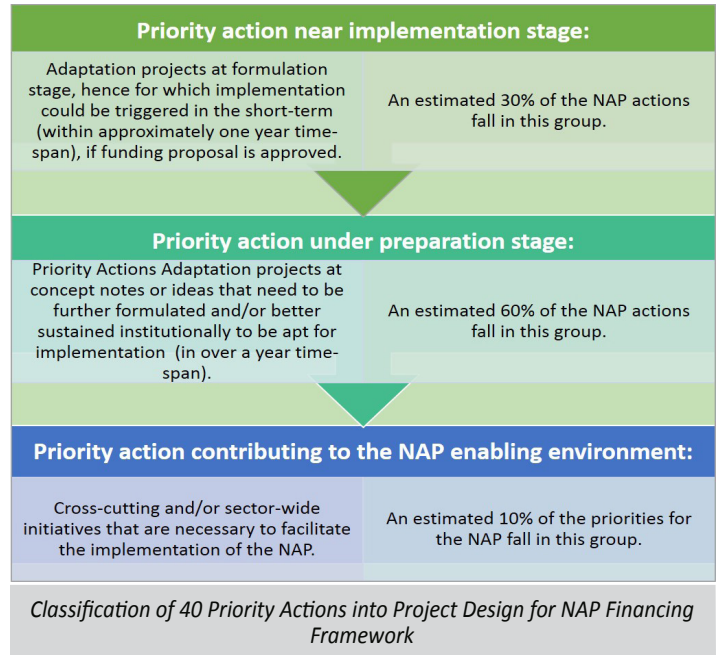 Priority action near implementation stage:
Adaptation projects at formulation
stage, hence for which implementation
could be triggered in the short-term
(within approximately one year time-
span), if funding proposal is approved.
An estimated 30% of the NAP actions
fall in this group.
Priority action under preparation stage:
Priority Actions Adaptation projects at
concept notes or ideas that need to be
further formulated and/or better
sustained institutionally to be apt for
implementation (in over a year time-
span).
An estimated 60% of the NAP actions
fall in this group.
Priority action contributing to the NAP enabling environment:
Cross-cutting and/or sector-wide
initiatives that are necessary to facilitate
the implementation of the NAP.
An estimated 10% of the priorities for
the NAP fall in this group.
Classification of 40 Priority Actions into Project Design for NAP Financing
Framework